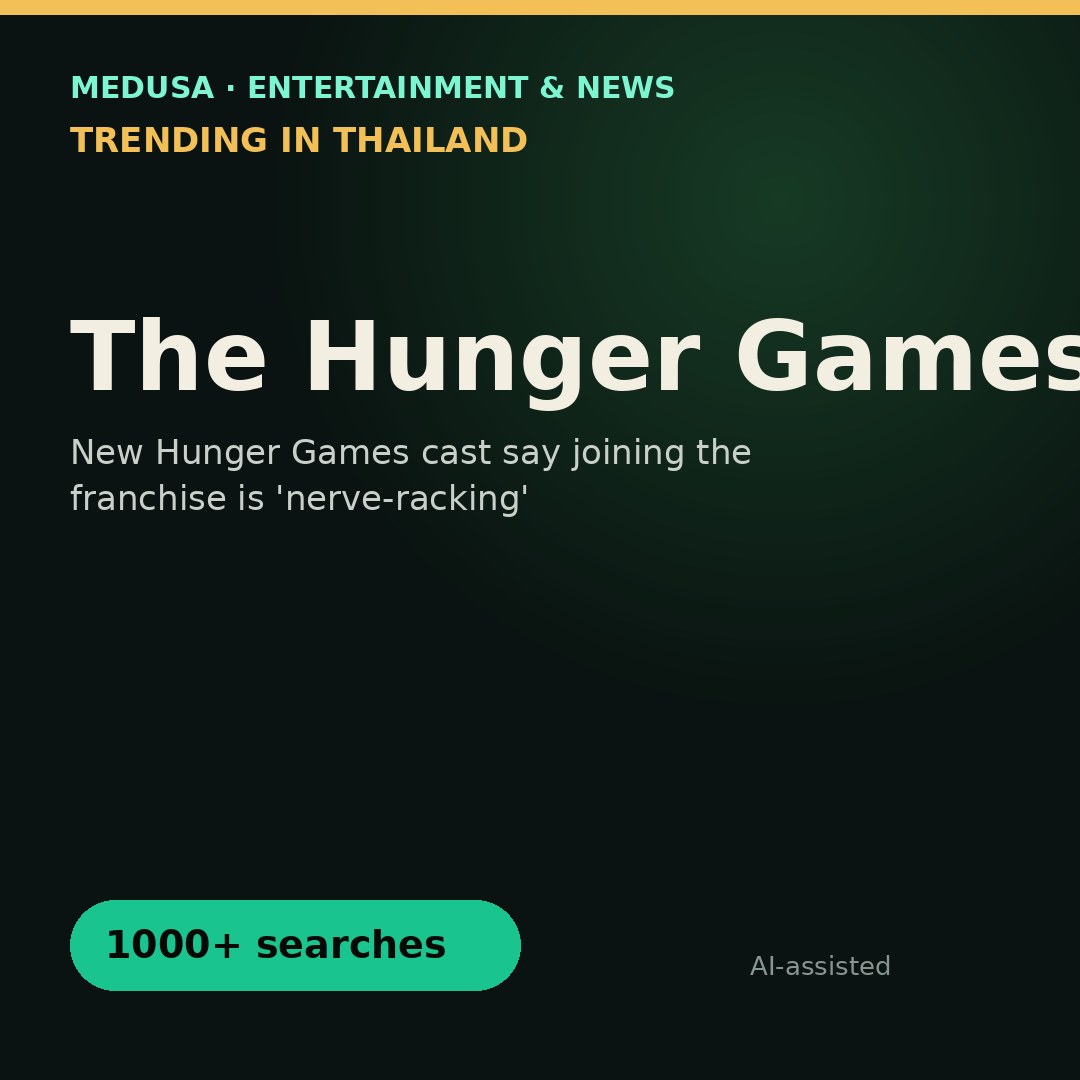 MEDUSA · ENTERTAINMENT & NEWS
TRENDING IN THAILAND
The Hunger Games
New Hunger Games cast say joining the
franchise is 'nerve-racking'
1000+ searches
AI-assisted